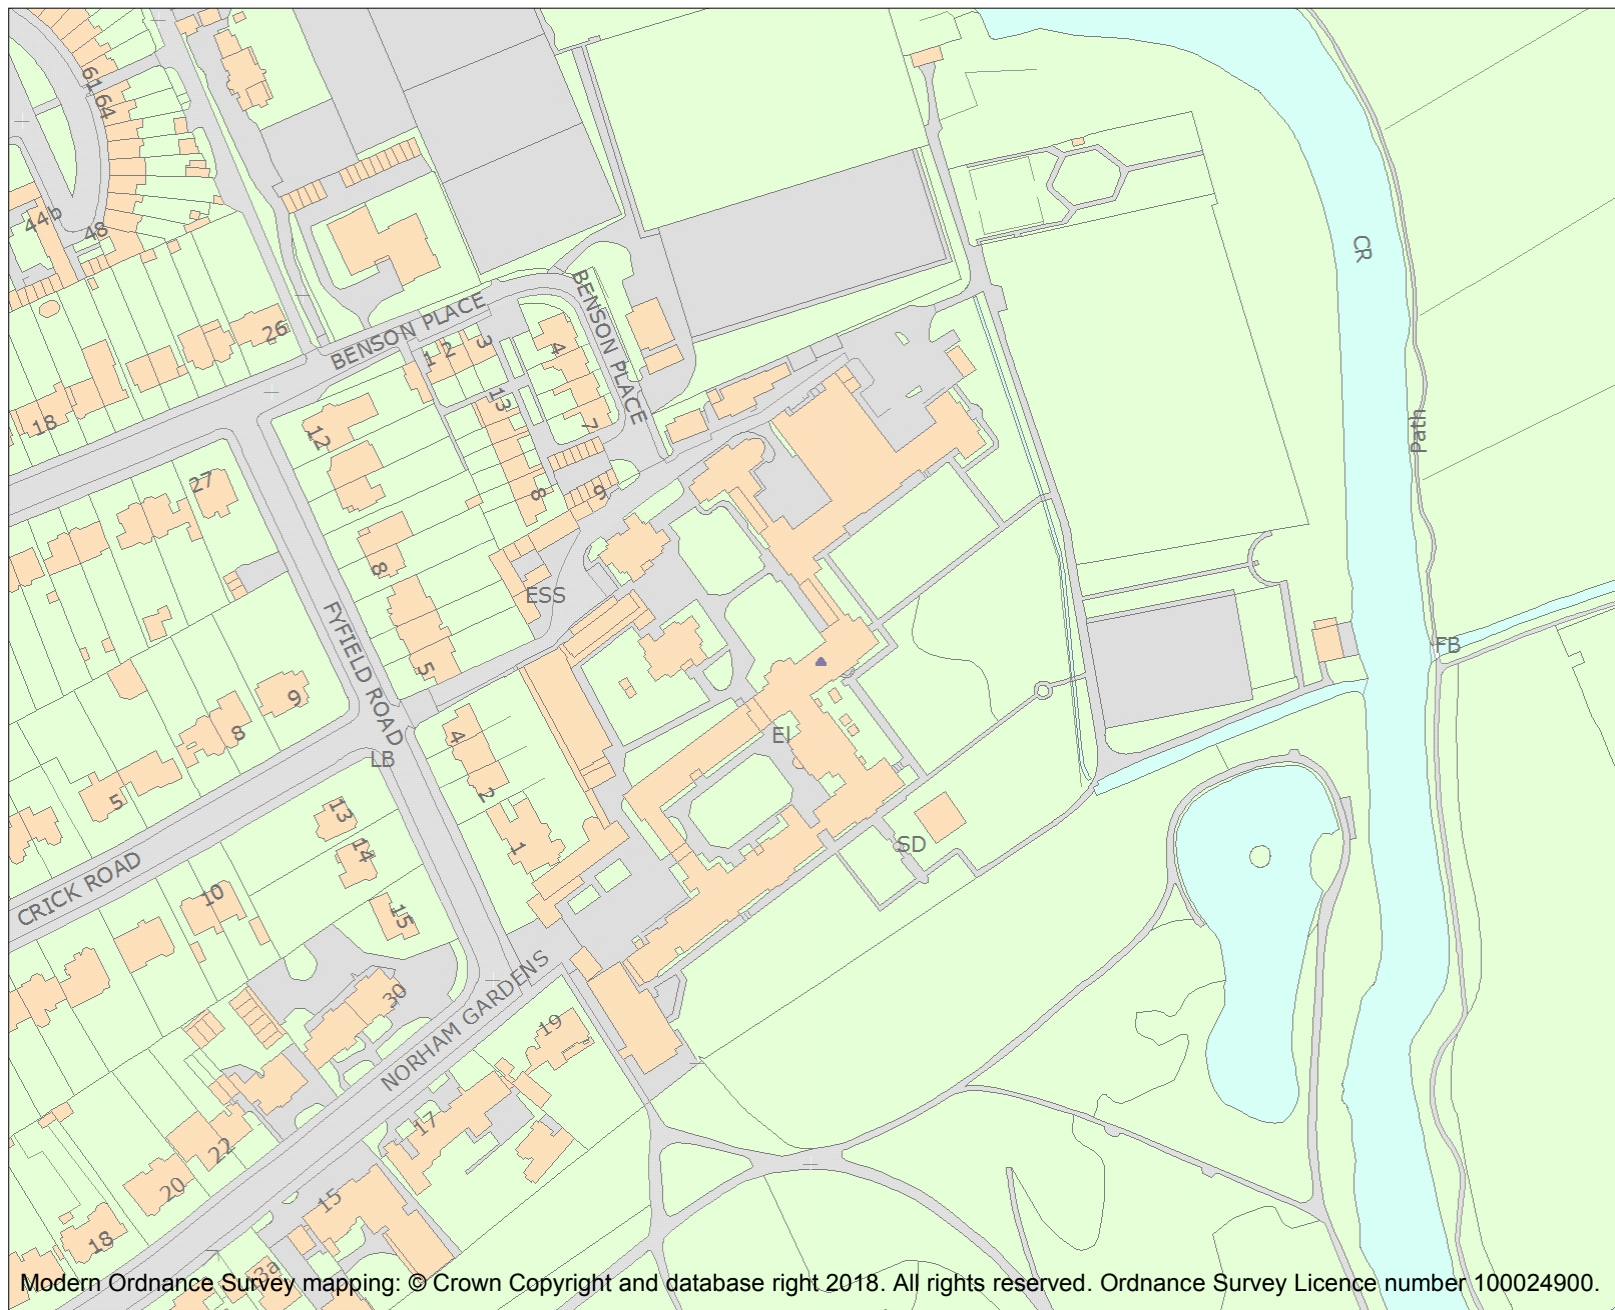 61
64
44b
48
CR
BENSON PLACE
BENSON PLACE
26
1
2
3
4
13
18
12
7
Path
27
8
9
8
ESS
FYFIELD ROAD
5
FB
9
8
4
EI
LB
2
5
13
1
14
SD
CRICK ROAD
10
15
NORHAM GARDENS
30
19
17
22
20
15
18
3a
Modern Ordnance Survey mapping: © Crown Copyright and database right 2018. All rights reserved. Ordnance Survey Licence number 100024900.